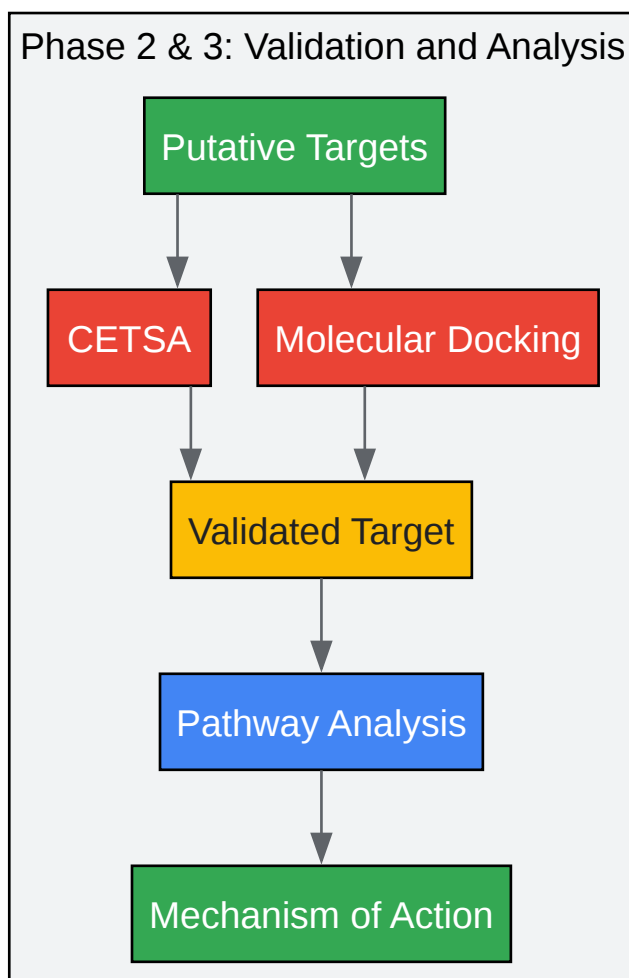 Phase 2 & 3: Validation and Analysis
Putative Targets
CETSA
Molecular Docking
Validated Target
Pathway Analysis
Mechanism of Action